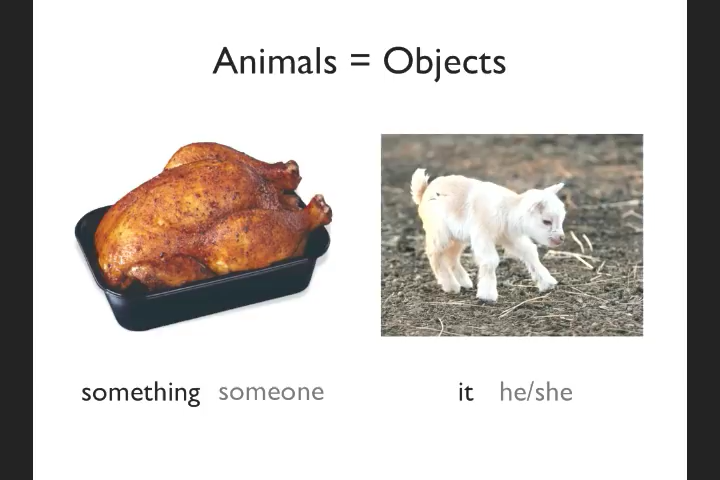 Animals = Objects
something someone
it he/she